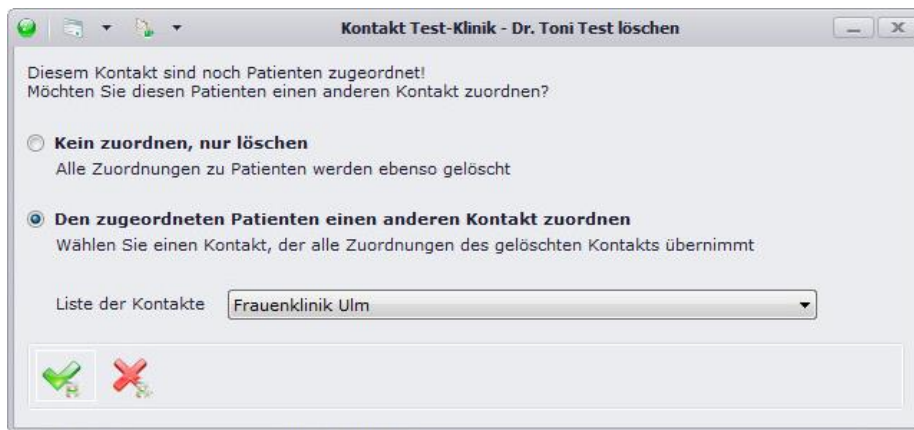 Kontakt Test-Klinik - Dr. Toni Test löschen
Diesem Kontakt sind noch Patienten zugeordnet!
Möchten Sie diesen Patienten einen anderen Kontakt zuordnen?
Kein zuordnen, nur löschen
Alle Zuordnungen zu Patienten werden ebenso gelöscht
Den zugeordneten Patienten einen anderen Kontakt zuordnen
Wählen Sie einen Kontakt, der alle Zuordnungen des gelöschten Kontakts übernimmt
Liste der Kontakte Frauenklinik Ulm